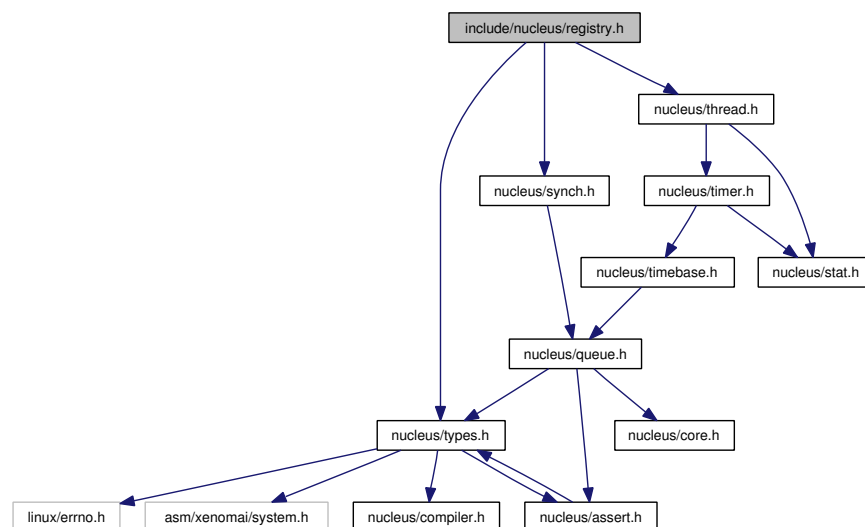 include/nucleus/registry.h
nucleus/thread.h
nucleus/synch.h
nucleus/timer.h
nucleus/timebase.h
nucleus/stat.h
nucleus/queue.h
nucleus/types.h
nucleus/core.h
linux/errno.h
asm/xenomai/system.h
nucleus/compiler.h
nucleus/assert.h